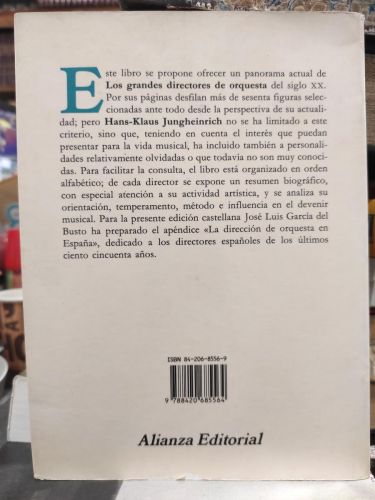 Este libro se propone ofrecer un panorama actual de
Los grandes directores de orquesta del siglo XX.
Por sus páginas desfilan más de sesenta figuras selec-
cionadas ante todo desde la perspectiva de su actuali-
dad; pero Hans-Klaus Jungheinrich no se ha limitado a este
criterio, sino que, teniendo en cuenta el interés que puedan
presentar para la vida musical, ha incluido también a personali-
dades relativamente olvidadas o que todavía no son muy conoci-
das. Para facilitar la consulta, el libro está organizado en orden
alfabético; de cada director se expone un resumen biográfico,
con especial atención a su actividad artística, y se analiza su
orientación, temperamento, método e influencia en el devenir
musical. Para la presente edición castellana José Luis García del
Busto ha preparado el apéndice «La dirección de orquesta en
España», dedicado a los directores españoles de los últimos
ciento cincuenta años.
ISBN 84-206-8556-9
9 788420 685564
Alianza Editorial